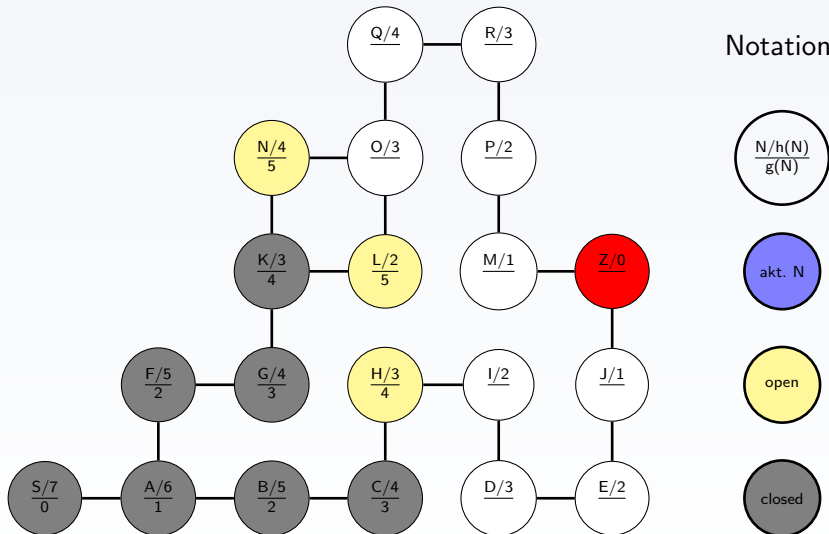 Q/4
R/3
Notation
N/4
5
O/3
P/2
N/h(N)
g(N)
K/3
4
L/2
5
M/1
Z/0
akt. N
F/5
2
G/4
3
H/3
4
I/2
J/1
open
S/7
0
A/6
1
B/5
2
C/4
3
D/3
E/2
closed